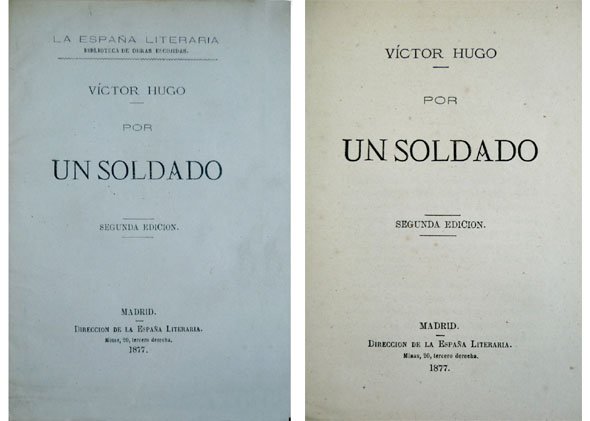 LA ESPAÑA LITERARIA
BIBLIOTECA DE OBRAS ESCOGIDAS.
VÍCTOR HUGO
POR
UN SOLDADO
SEGUNDA EDICION.
MADRID.
DIRECCION DE LA ESPAÑA LITERARIA.
Minas, 20, tercero derecha.
1877.
VÍCTOR HUGO
POR
UN SOLDADO
SEGUNDA EDICION.
MADRID.
DIRECCION DE LA ESPAÑA LITERARIA.
Minas, 20, tercero derecha.
1877.